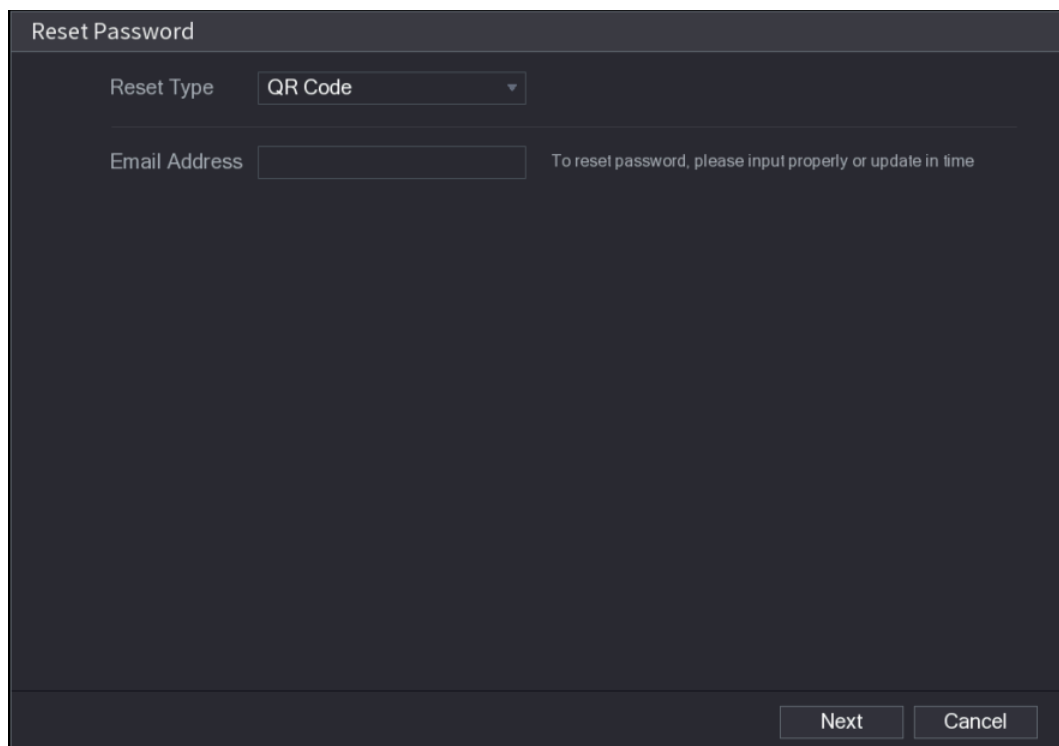 Reset Password
Reset Type QR Code
Email Address To reset password, please input properly or update in time
Next Cancel